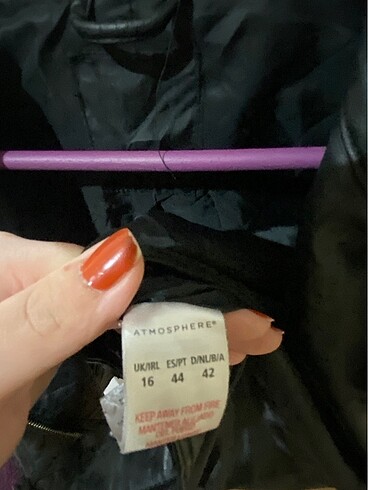 ATMOSPHERE®
UK/IRL ES/PT D/NL/B/A
16 44 42
KEEP AWAY FROM FIRE